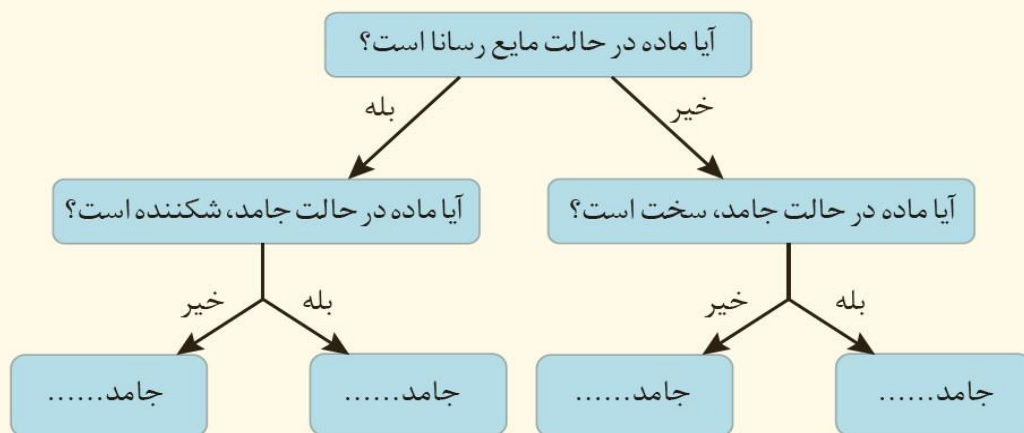 آیا ماده در حالت مایع رسانا است؟
خیر
بله
آیا ماده در حالت جامد، سخت است؟
آیا ماده در حالت جامد، شکننده است؟
بله
خیر
بله
خیر
جامد......
جامد......
جامد......
جامد......